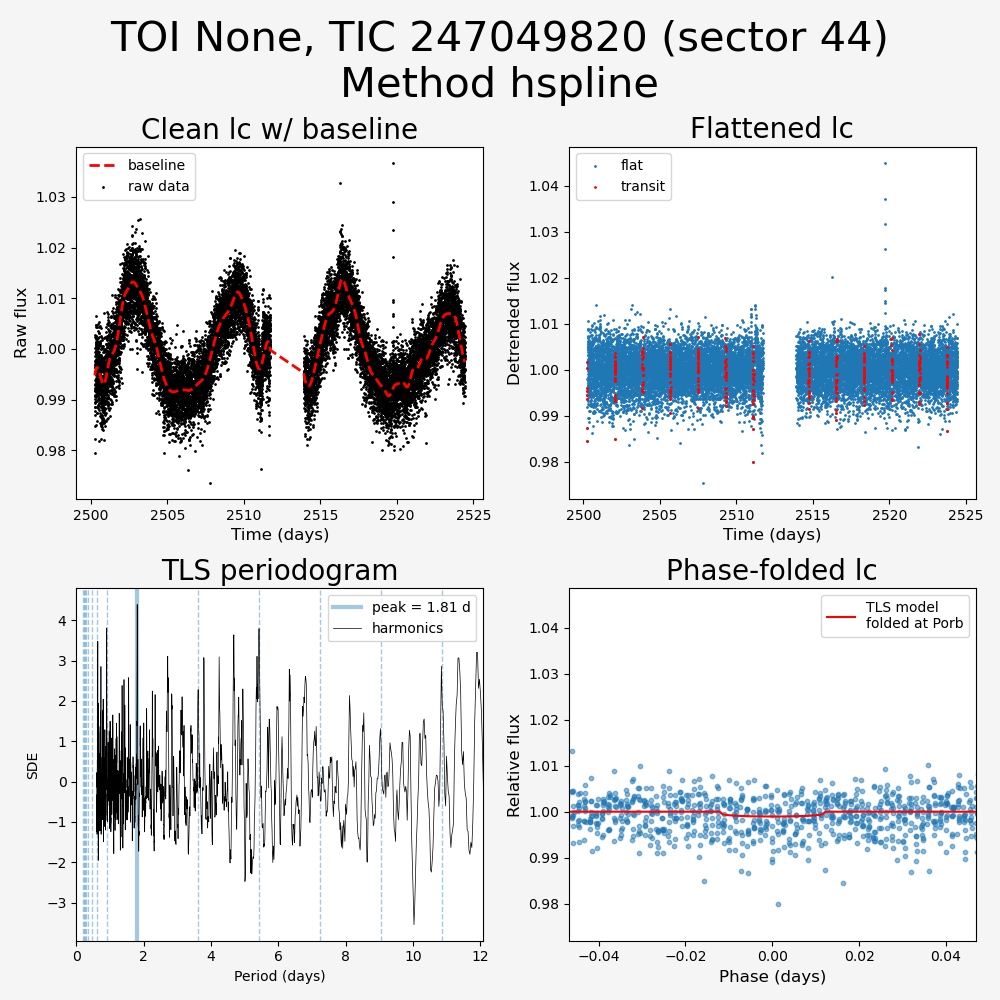 TOI None, TIC 247049820 (sector 44)
Method hspline
Clean lc w/ baseline
Flattened lc
baseline
raw data
flat
transit
Raw flux
1.03
1.02
1.01
1.00
0.99
0.98
2500
2505
2510
2515
2520
2525
Time (days)
Detrended flux
1.04
1.03
1.02
1.01
1.00
0.99
0.98
2500
2505
2510
2515
2520
2525
Time (days)
TLS periodogram
Phase-folded lc
peak = 1.81 d
harmonics
TLS model
folded at Porb
SDE
4
3
2
1
0
−1
−2
−3
0
2
4
6
8
10
12
Period (days)
Relative flux
1.04
1.03
1.02
1.01
1.00
0.99
0.98
−0.04
−0.02
0.00
0.02
0.04
Phase (days)